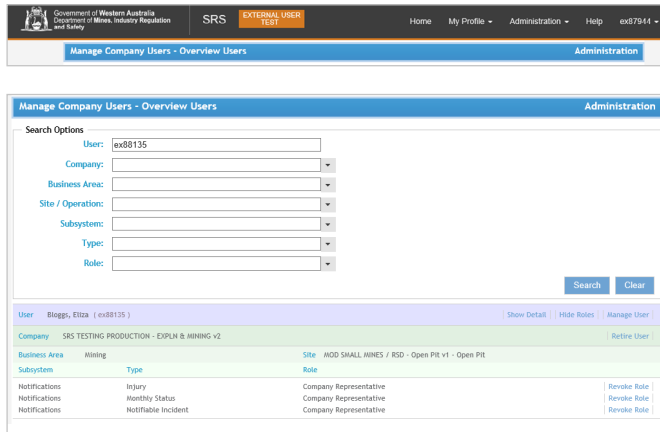 Government of Western Australia
Department of Mines, Industry Regulation
and Safety
SRS
EXTERNAL USER
TEST
Home
My Profile
Administration
Help
ex87944
Manage Company Users - Overview Users
Administration
Manage Company Users - Overview Users
Administration
Search Options
User: ex88135
Company:
Business Area:
Site / Operation:
Subsystem:
Type:
Role:
Search
Clear
User Bloggs, Eliza ( ex88135 ) Show Detail Hide Roles Manage User
Company SRS TESTING PRODUCTION - EXPLN & MINING v2 Retire User
Business Area Mining Site MOD SMALL MINES / RSD - Open Pit v1 - Open Pit
Subsystem Type Role
Notifications Injury Company Representative Revoke Role
Notifications Monthly Status Company Representative Revoke Role
Notifications Notifiable Incident Company Representative Revoke Role